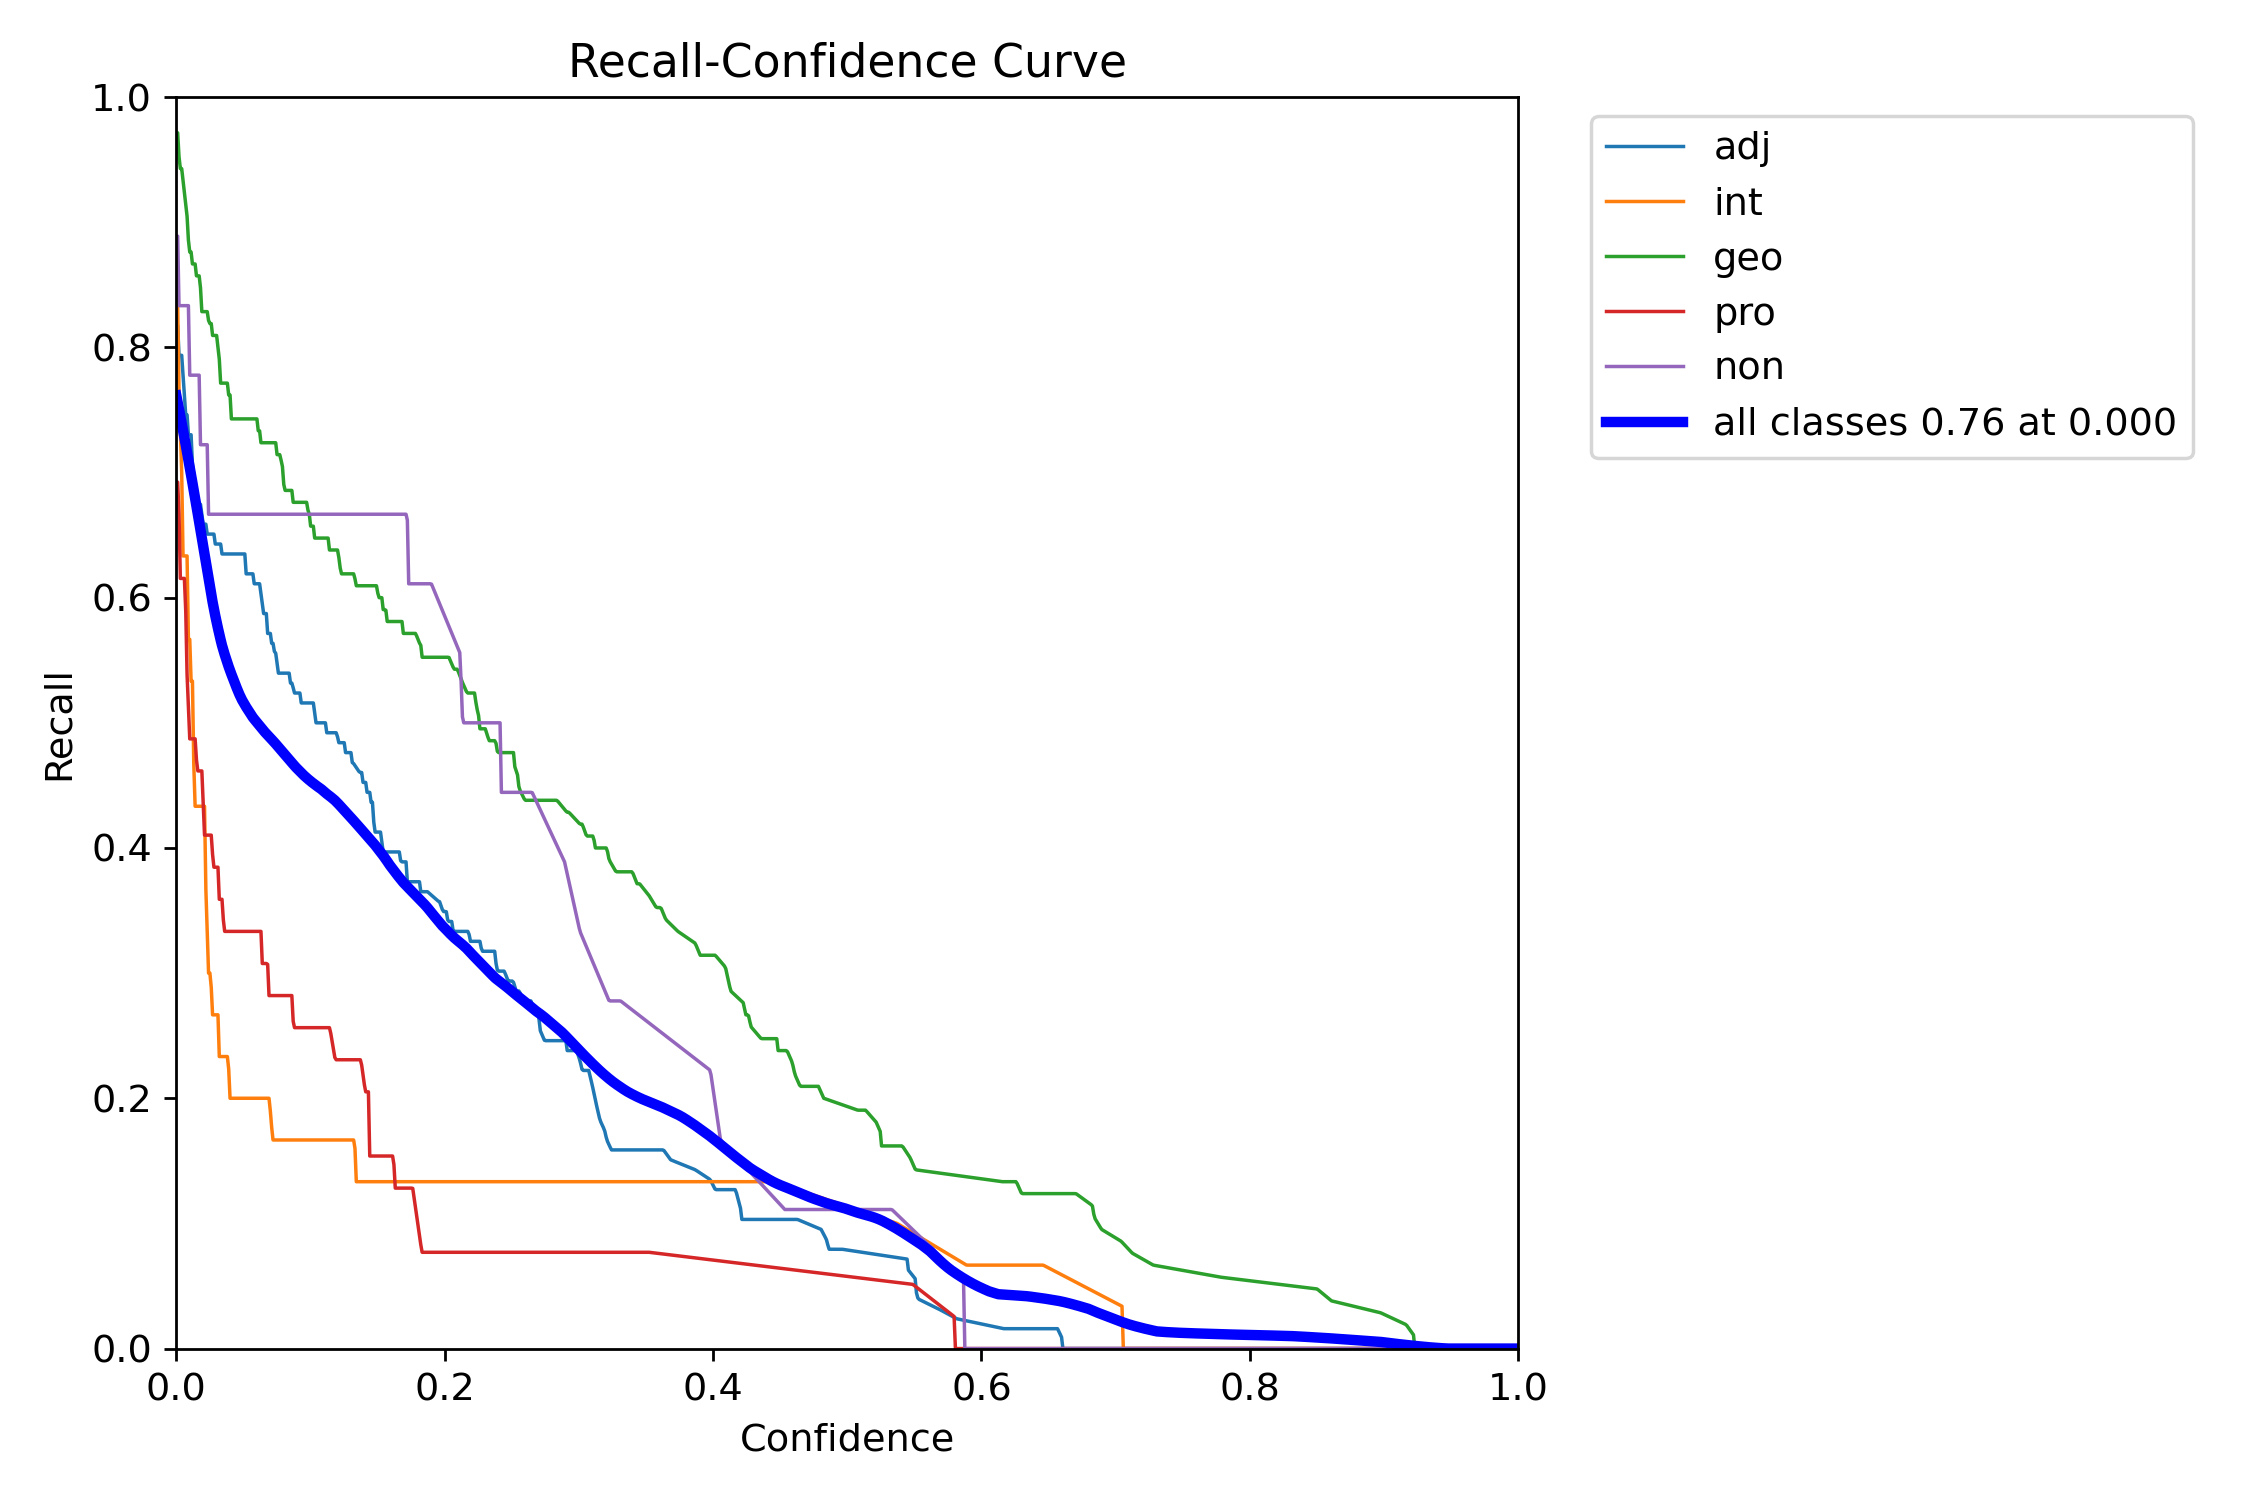 Recall-Confidence Curve
1.0
0.8
0.6
0.4
0.2
0.0
Recall
0.0 0.2 0.4 0.6 0.8 1.0
Confidence
adj
int
geo
pro
non
all classes 0.76 at 0.000